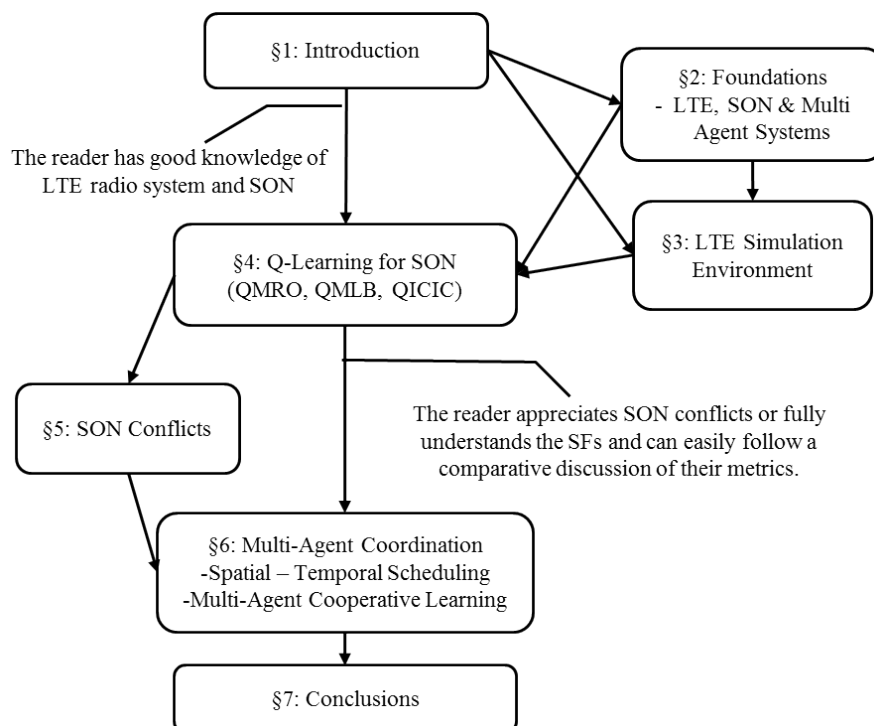 §1: Introduction
§2: Foundations
- LTE, SON & Multi
Agent Systems
The reader has good knowledge of
LTE radio system and SON
§3: LTE Simulation
Environment
§4: Q-Learning for SON
(QMRO, QMLB, QICIC)
§5: SON Conflicts
The reader appreciates SON conflicts or fully
understands the SFs and can easily follow a
comparative discussion of their metrics.
§6: Multi-Agent Coordination
-Spatial – Temporal Scheduling
-Multi-Agent Cooperative Learning
§7: Conclusions